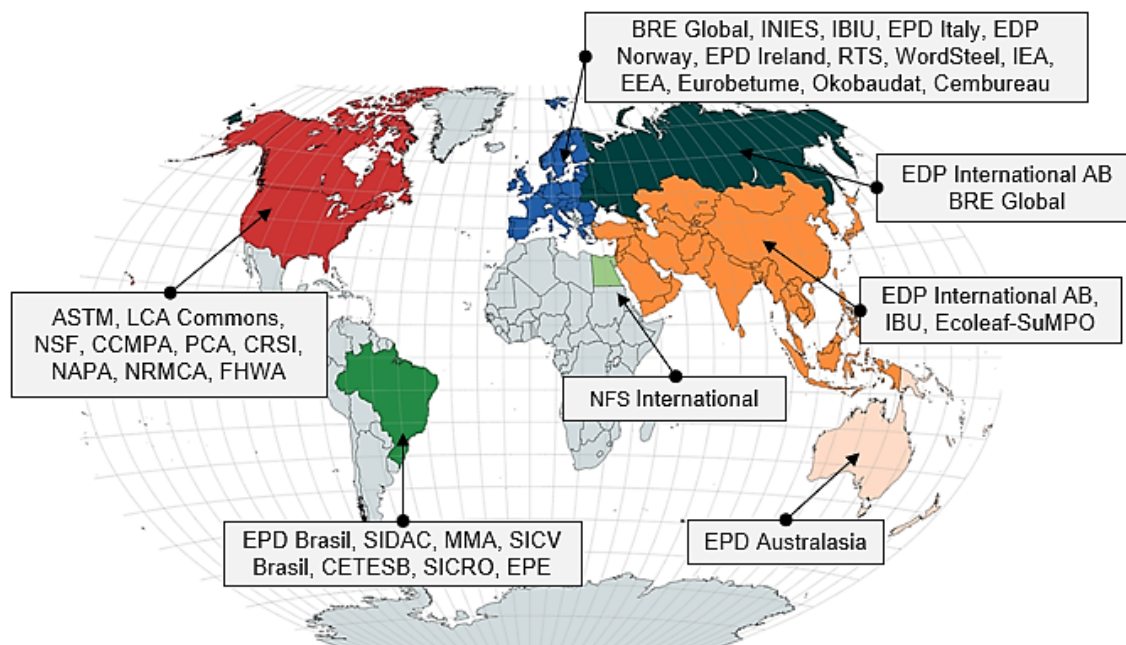 BRE Global, INIES, IBIU, EPD Italy, EDP
Norway, EPD Ireland, RTS, WordSteel, IEA,
EEA, Eurobetume, Okobaudat, Cembureau
EDP International AB
BRE Global
EDP International AB,
IBU, Ecoleaf-SuMPO
ASTM, LCA Commons,
NSF, CCMPA, PCA, CRSI,
NAPA, NRMCA, FHWA
NFS International
EPD Brasil, SIDAC, MMA, SICV
Brasil, CETESB, SICRO, EPE
EPD Australasia